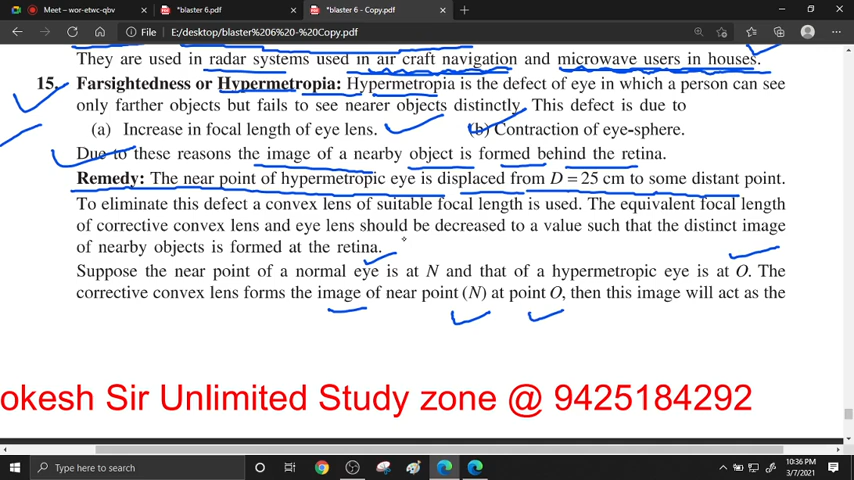 Meet – wor-etwc-qbv
*blaster 6.pdf
*blaster 6 - Copy.pdf
File
E:/desktop/blaster%206%20-%20Copy.pdf
They are used in radar systems used in air craft navigation and microwave users in houses.
15. Farsightedness or Hypermetropia: Hypermetropia is the defect of eye in which a person can see
only farther objects but fails to see nearer objects distinctly. This defect is due to
(a) Increase in focal length of eye lens. (b) Contraction of eye-sphere.
Due to these reasons the image of a nearby object is formed behind the retina.
Remedy: The near point of hypermetropic eye is displaced from D = 25 cm to some distant point.
To eliminate this defect a convex lens of suitable focal length is used. The equivalent focal length
of corrective convex lens and eye lens should be decreased to a value such that the distinct image
of nearby objects is formed at the retina.
Suppose the near point of a normal eye is at N and that of a hypermetropic eye is at O. The
corrective convex lens forms the image of near point (N) at point O, then this image will act as the
okesh Sir Unlimited Study zone @ 9425184292
Type here to search
10:36 PM
3/7/2021